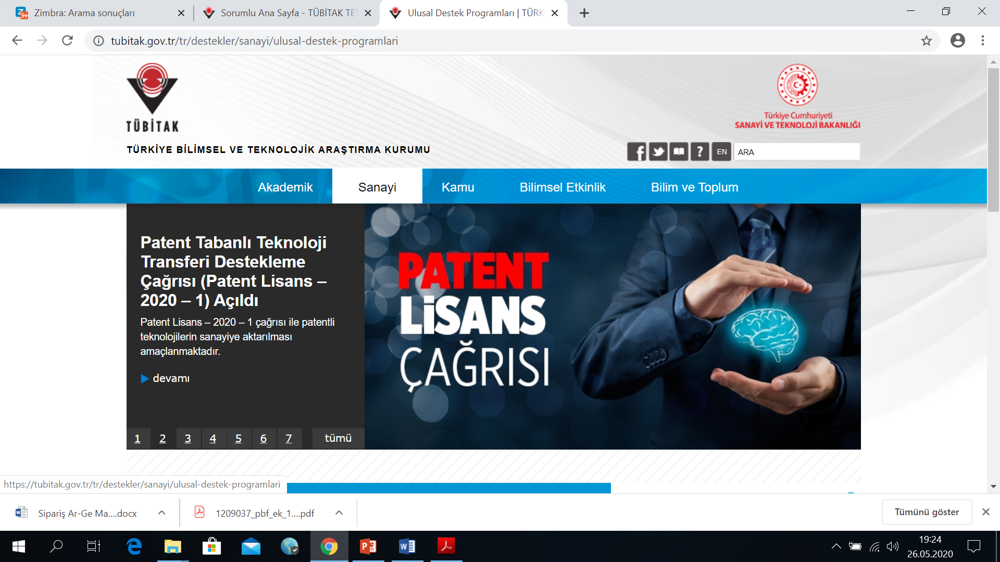 Zimbra: Arama sonuçları
Sorumlu Ana Sayfa - TÜBİTAK TEY
Ulusal Destek Programları | TÜRK
tubitak.gov.tr/tr/destekler/sanayi/ulusal-destek-programlari
TÜBİTAK
Türkiye Cumhuriyeti
SANAYİ VE TEKNOLOJİ BAKANLIĞI
TÜRKİYE BİLİMSEL VE TEKNOLOJİK ARAŞTIRMA KURUMU
f ? EN ARA
Akademik Sanayi Kamu Bilimsel Etkinlik Bilim ve Toplum
Patent Tabanlı Teknoloji
Transferi Destekleme
Çağrısı (Patent Lisans –
2020 – 1) Açıldı
Patent Lisans – 2020 – 1 çağrısı ile patentli
teknolojilerin sanayiye aktarılması
amaçlanmaktadır.
devamı
1 2 3 4 5 6 7 tümü
PATENT
LİSANS
ÇAĞRISI
https://tubitak.gov.tr/tr/destekler/sanayi/ulusal-destek-programlari
Sipariş Ar-Ge Ma....docx
1209037_pbf_ek_1....pdf
Tümünü göster
19:24
26.05.2020